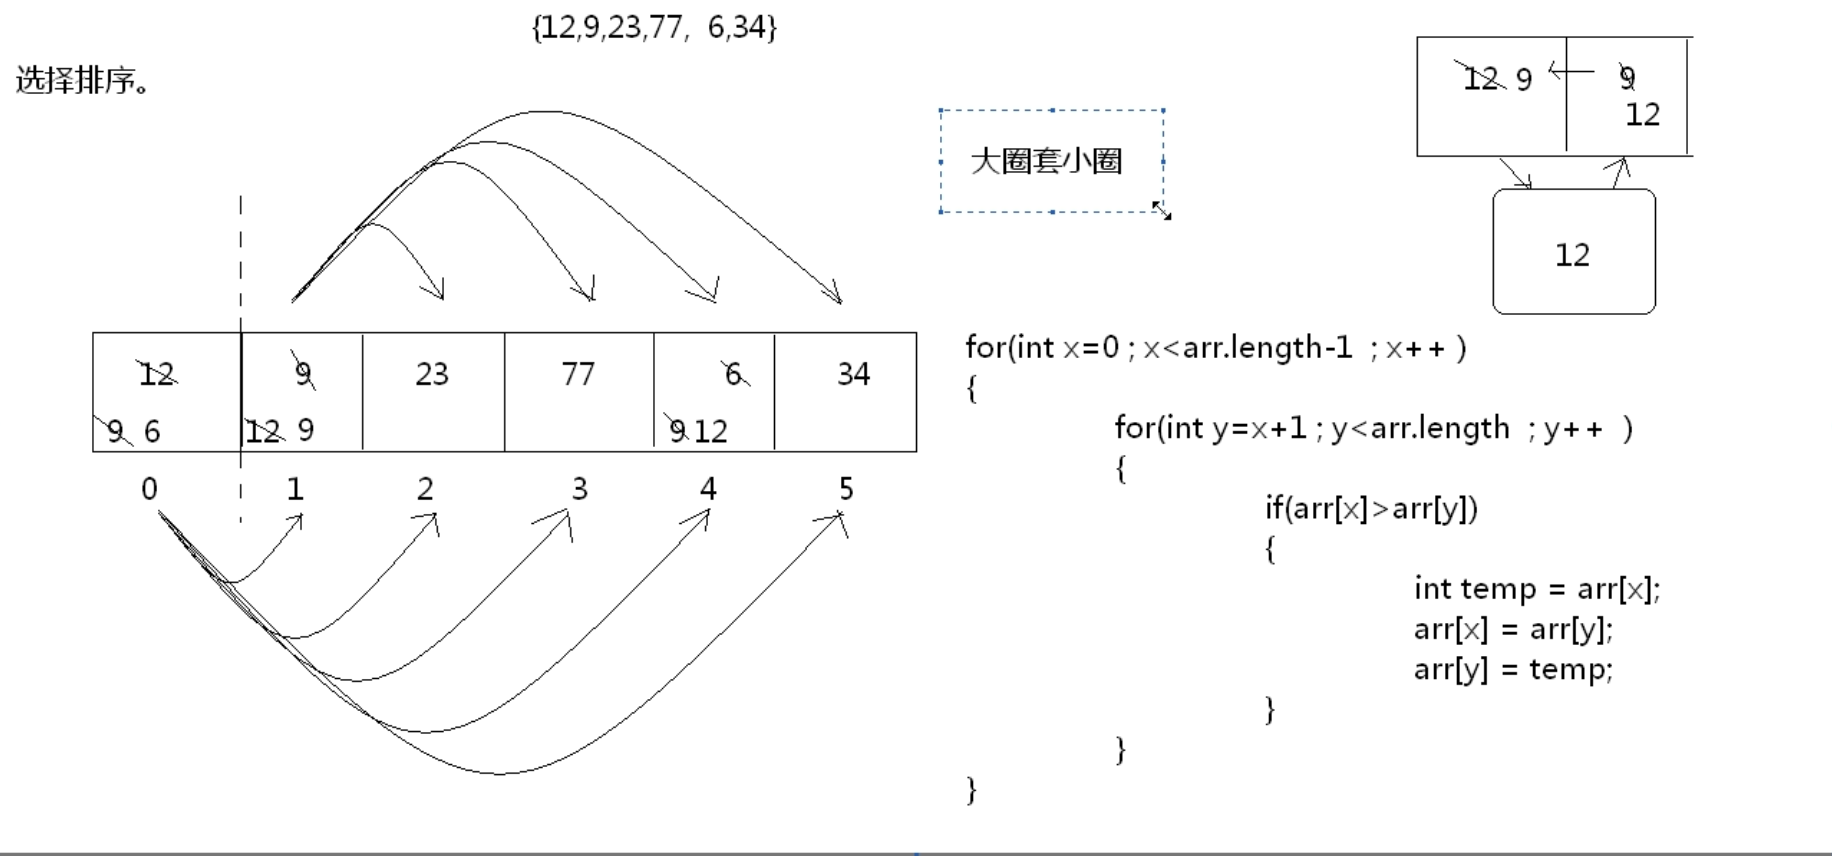 {12,9,23,77, 6,34}
选择排序。
大圈套小圈
12 9 9
12
12
12 9 23 77 6 34
9 6 12 9 9 12
0 1 2 3 4 5
for(int x=0 ; x<arr.length-1 ; x++ )
{
for(int y=x+1 ; y<arr.length ; y++ )
{
if(arr[x]>arr[y])
{
int temp = arr[x];
arr[x] = arr[y];
arr[y] = temp;
}
}
}